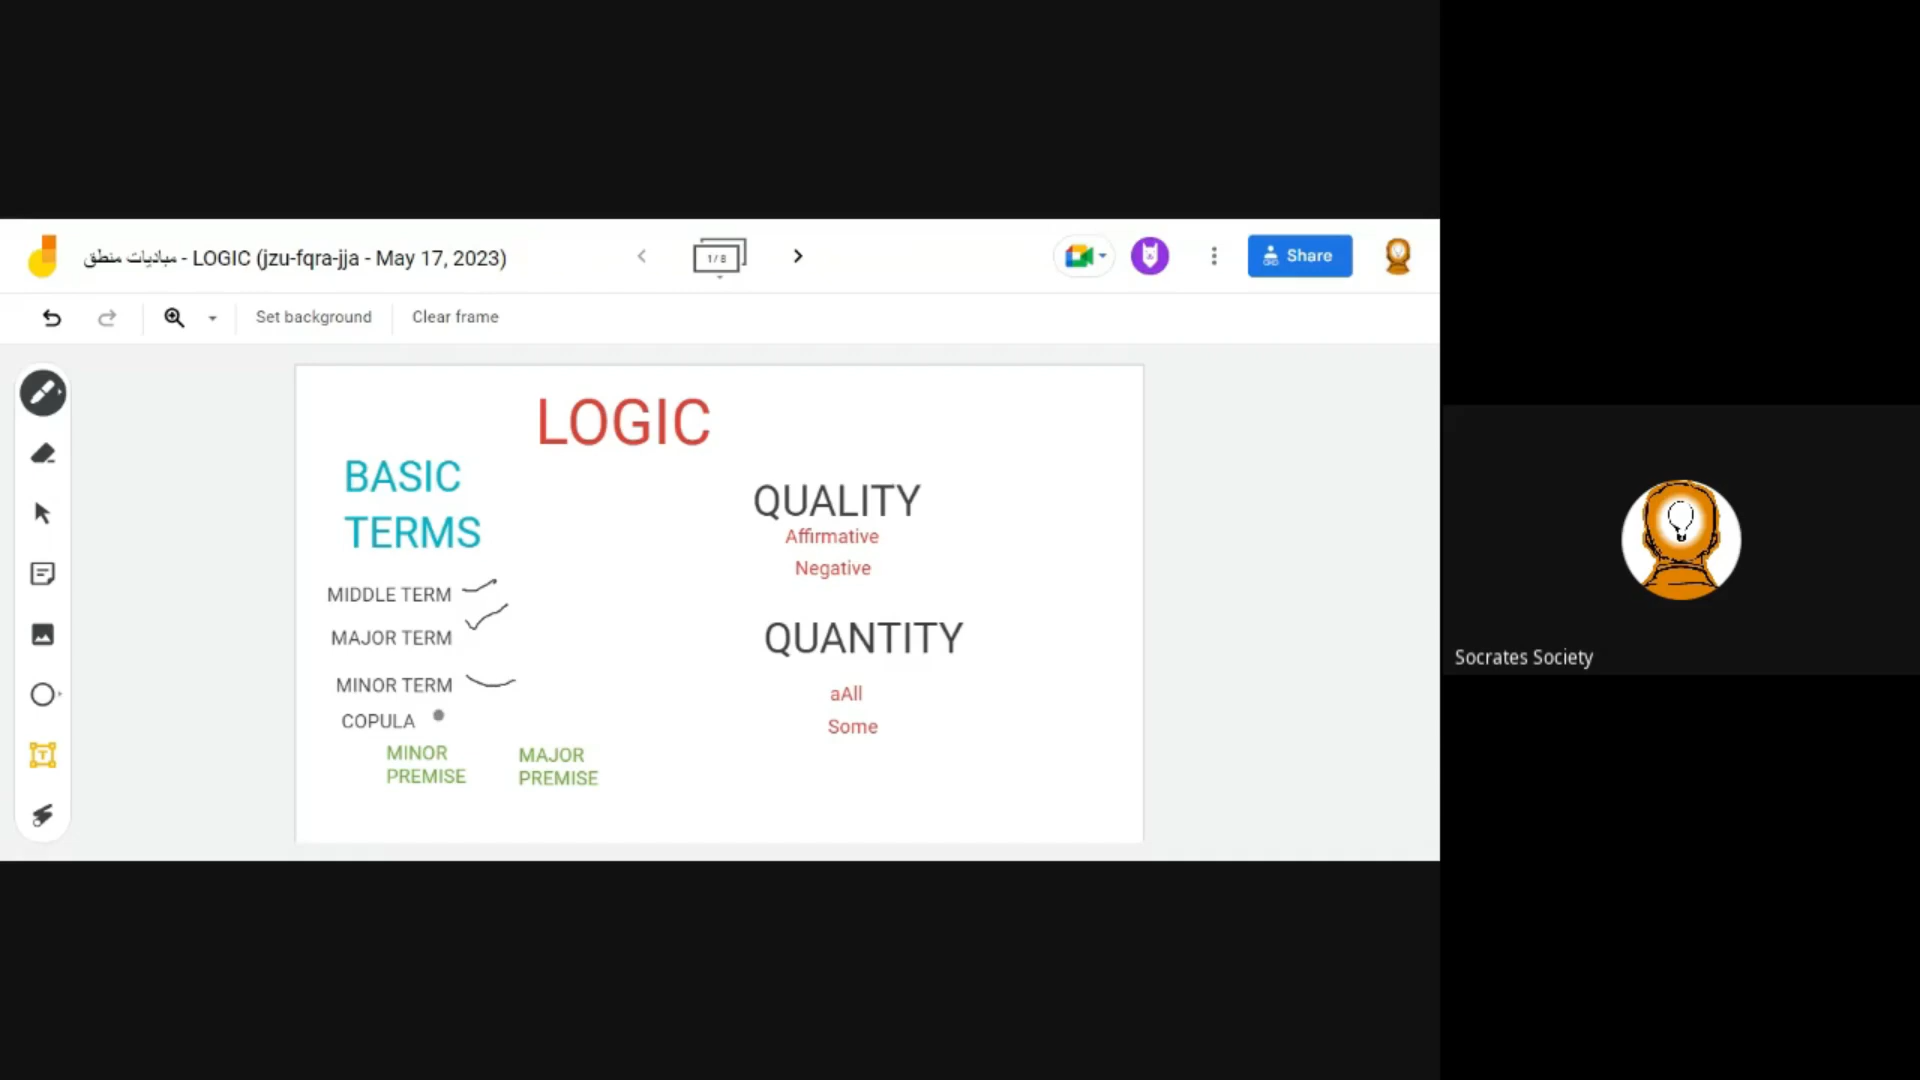 مبادیات منطق - LOGIC (jzu-fqra-jja - May 17, 2023)
1/8
Share
Set background
Clear frame
LOGIC
BASIC
TERMS
MIDDLE TERM
MAJOR TERM
MINOR TERM
COPULA
MINOR
PREMISE
MAJOR
PREMISE
QUALITY
Affirmative
Negative
QUANTITY
aAll
Some
Socrates Society